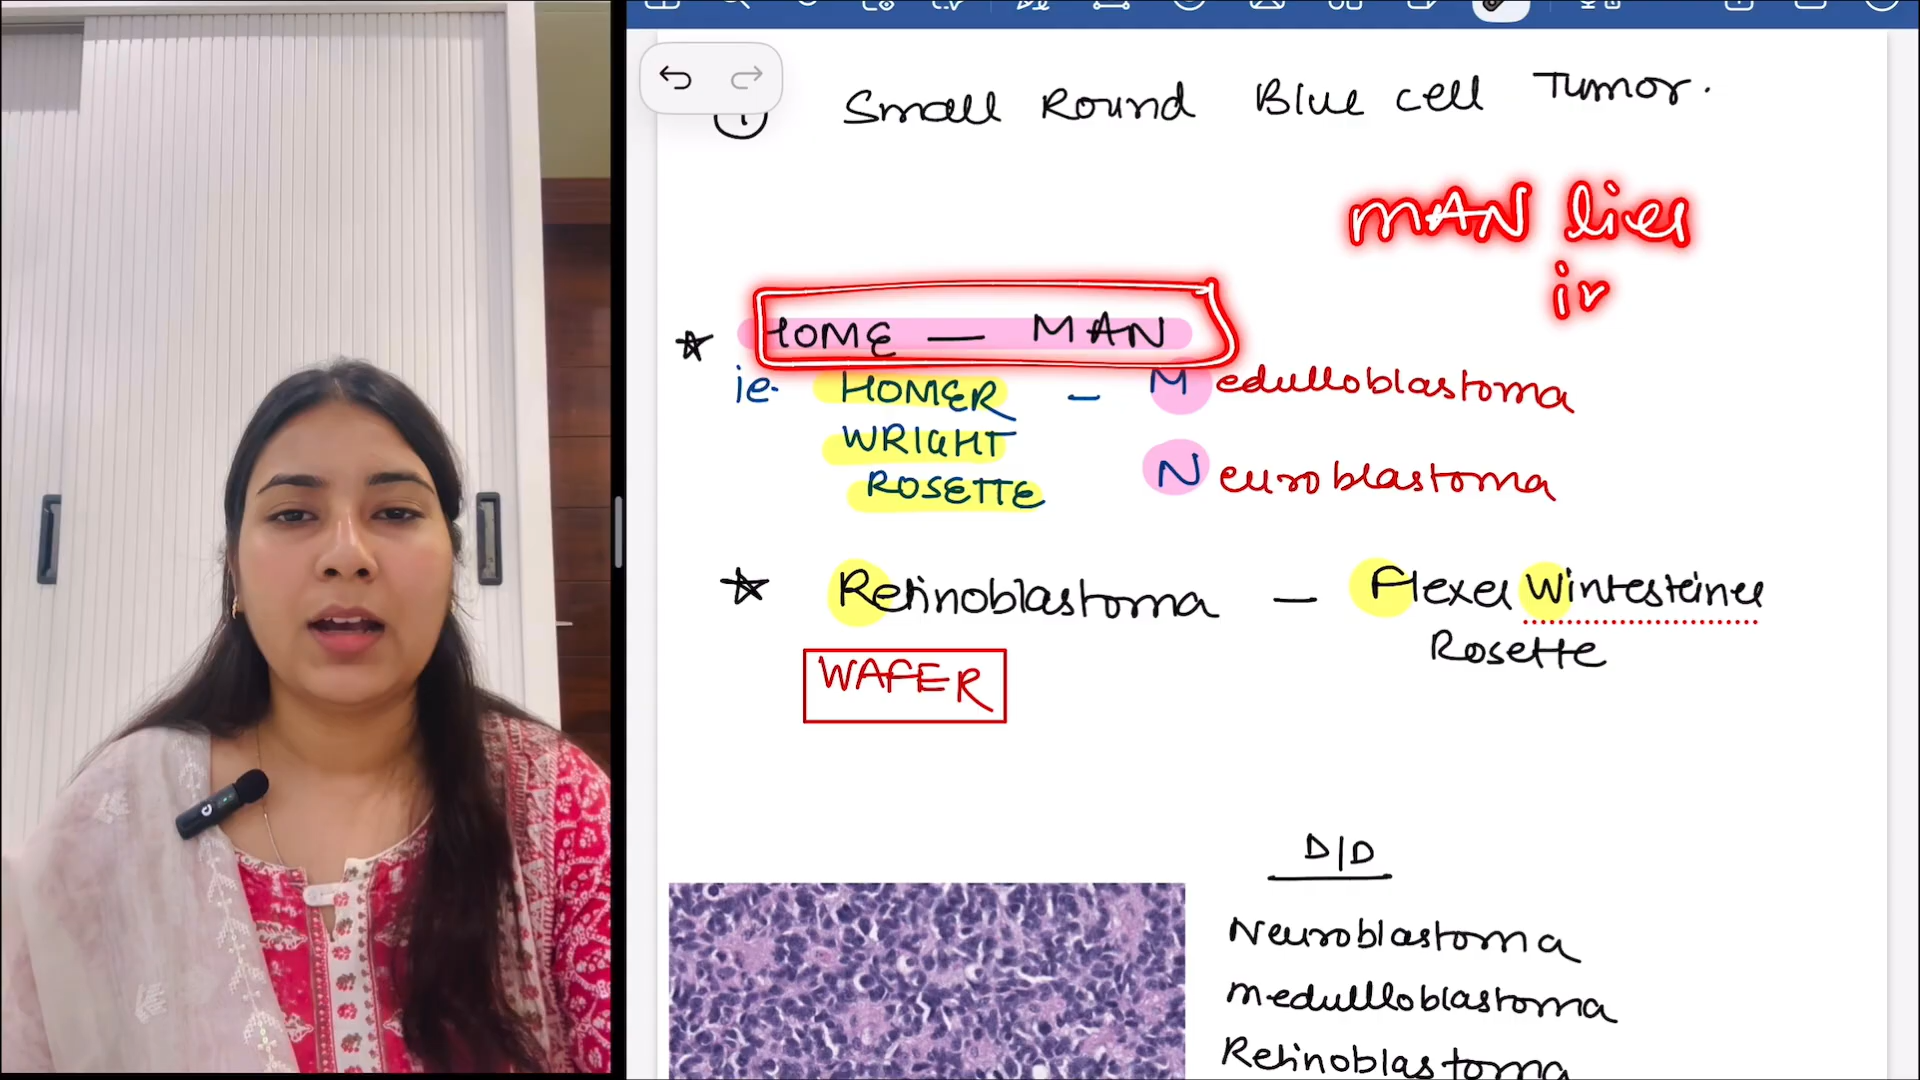 Small Round Blue cell Tumor.
MAN lies
in
HOME — MAN
ie. HOMER — Medulloblastoma
WRIGHT
ROSETTE Neuroblastoma
Retinoblastoma — Flexer Wintesteiner
Rosette
WAFER
D/D
Neuroblastoma
Medullloblastoma
Retinoblastoma